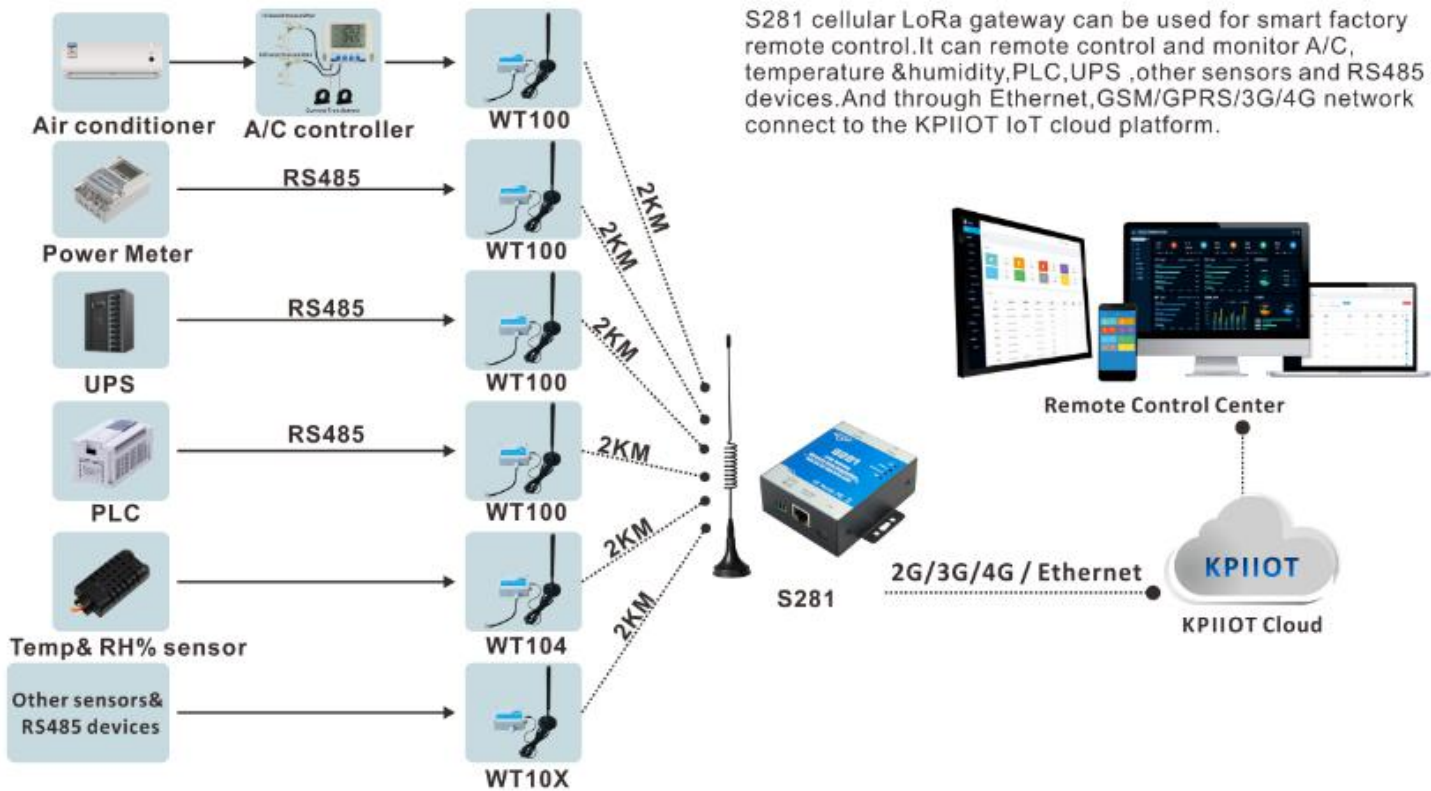 S281 cellular LoRa gateway can be used for smart factory
remote control.It can remote control and monitor A/C,
temperature &humidity,PLC,UPS ,other sensors and RS485
devices.And through Ethernet,GSM/GPRS/3G/4G network
connect to the KPIIOT IoT cloud platform.
Air conditioner
A/C controller
WT100
RS485
2KM
Power Meter
WT100
2KM
RS485
UPS
WT100
2KM
RS485
PLC
WT100
2KM
Temp& RH% sensor
WT104
2KM
Other sensors&
RS485 devices
WT10X
2KM
S281
S281
2G/3G/4G / Ethernet
Remote Control Center
KPIIOT
KPIIOT Cloud